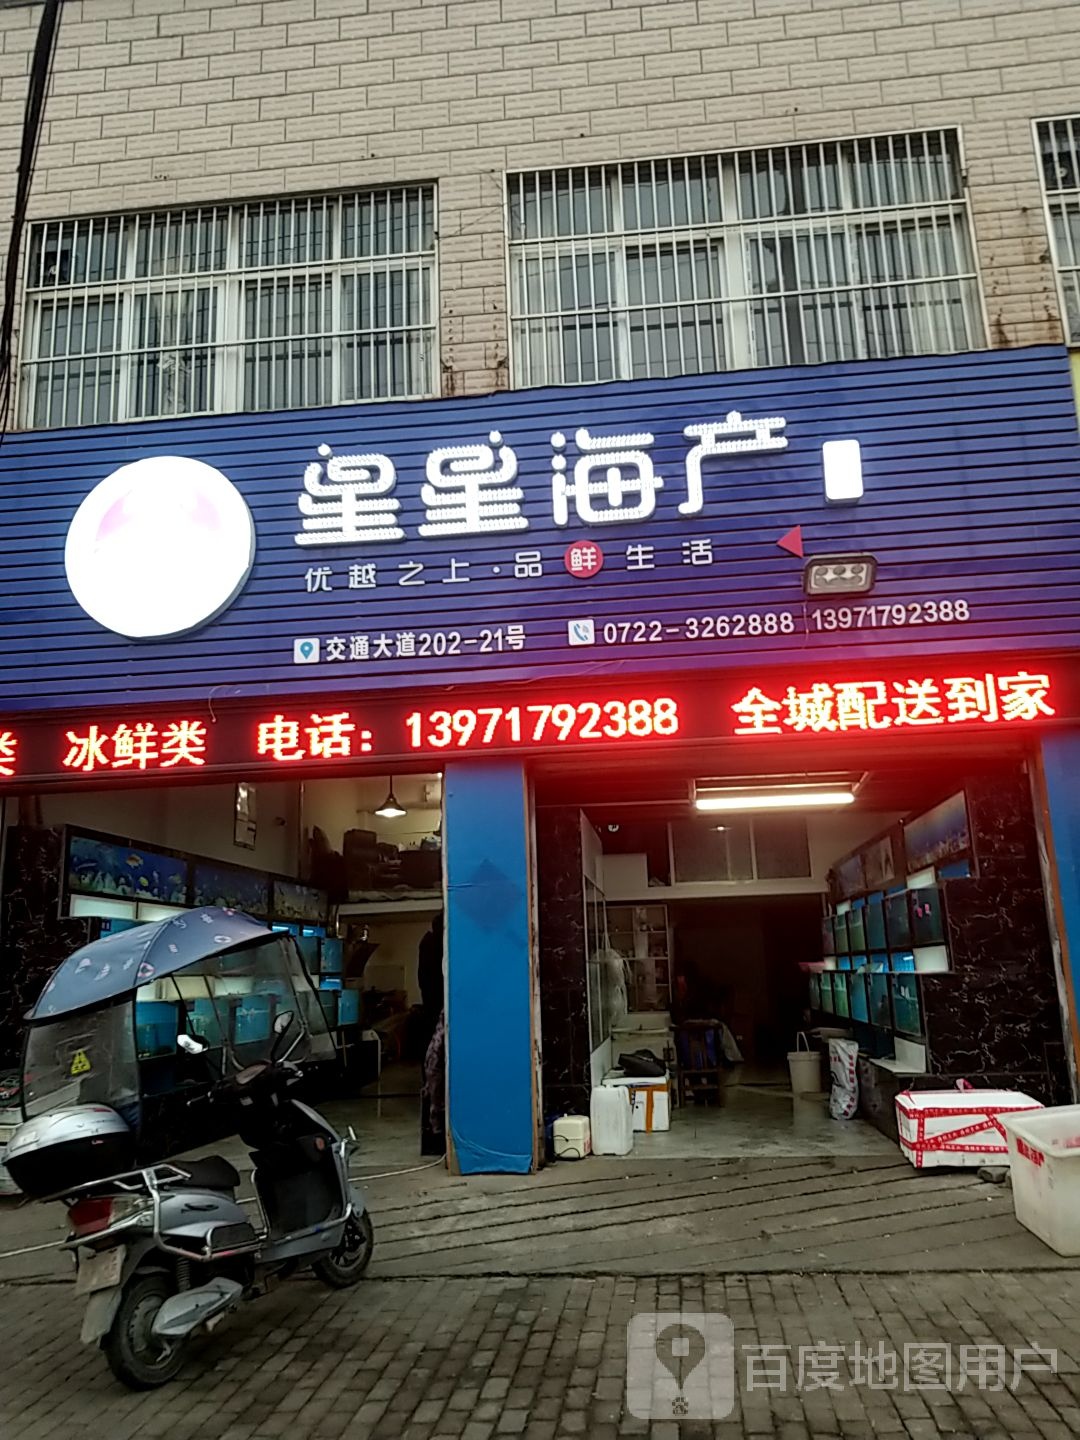 星星海产
优越之上·品鲜生活
交通大道202-21号 0722-3262888 13971792388
类 冰鲜类 电话：13971792388 全城配送到家
百度地图用户